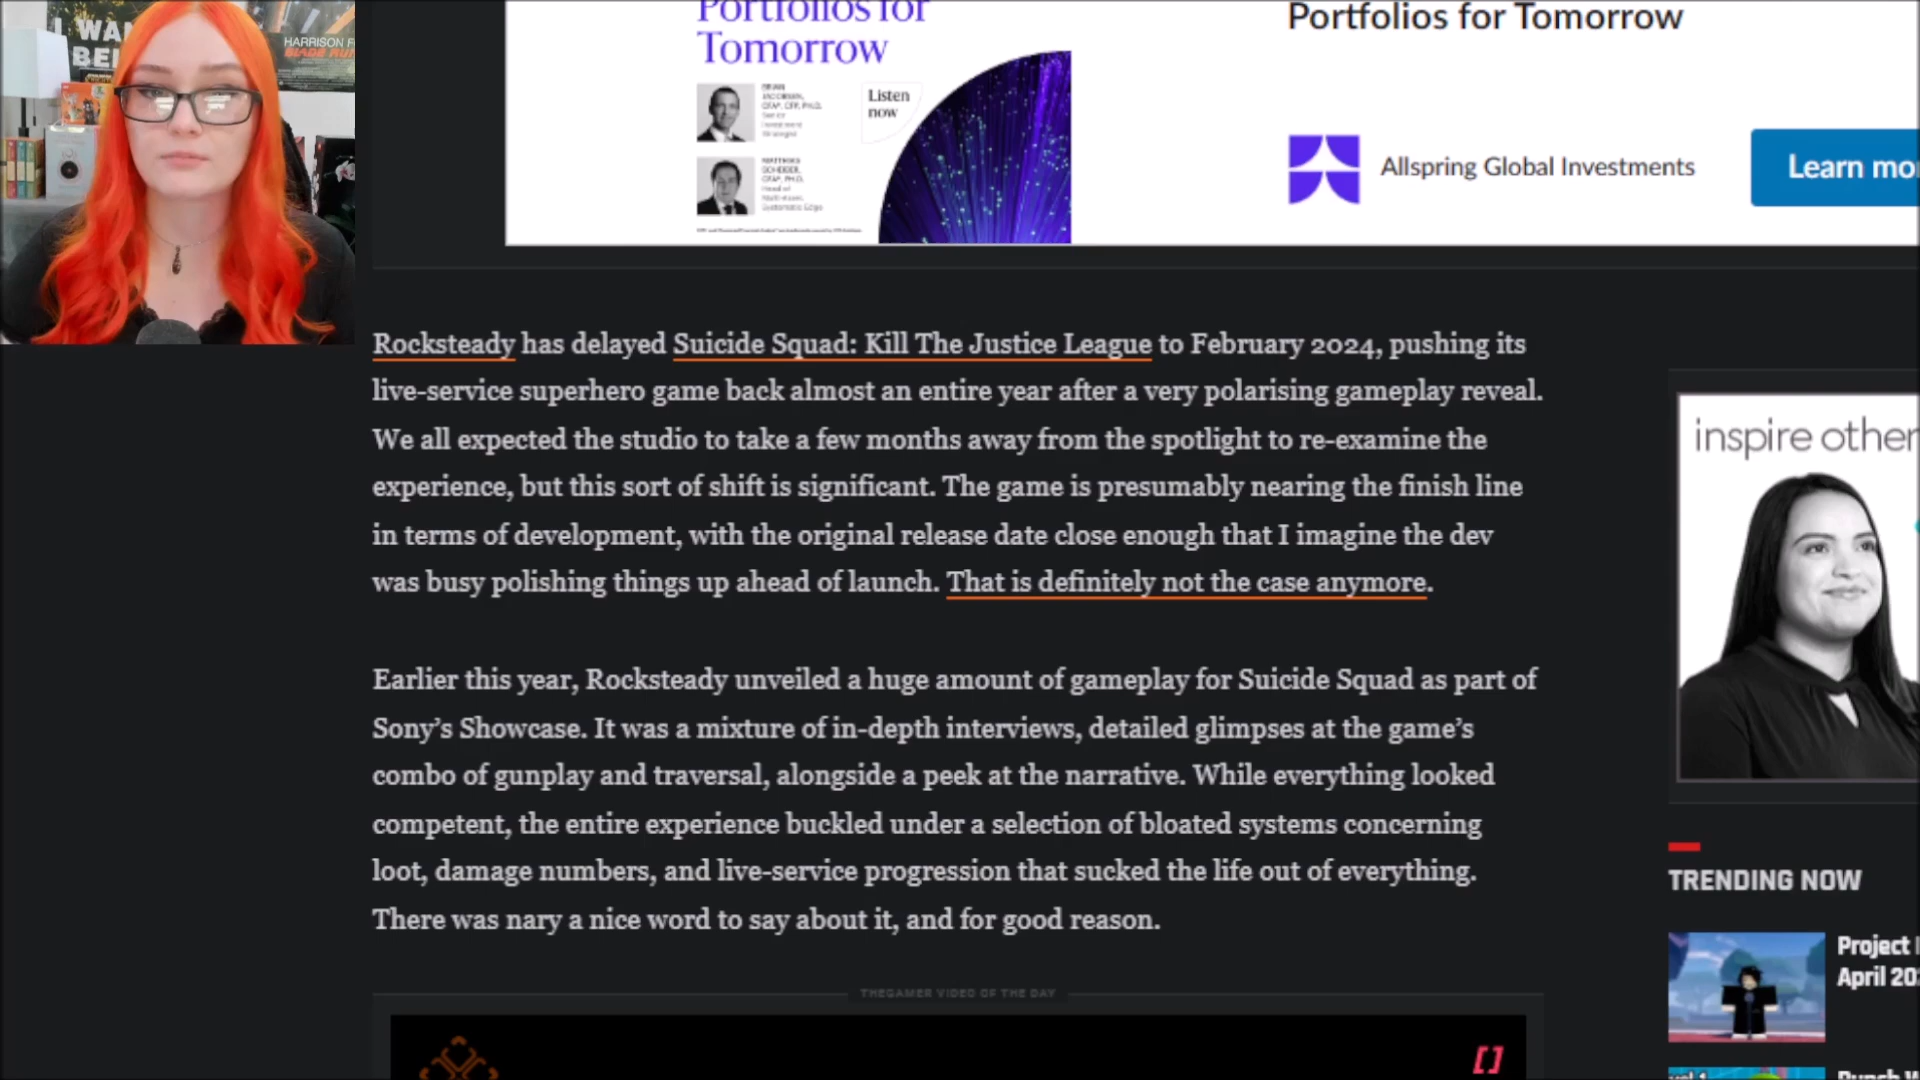 I WAN
BEL
HARRISON F
BLADE RUN
Portfolios for
Tomorrow
Listen
now
Portfolios for Tomorrow
Allspring Global Investments
Learn mo
Rocksteady has delayed Suicide Squad: Kill The Justice League to February 2024, pushing its
live-service superhero game back almost an entire year after a very polarising gameplay reveal.
We all expected the studio to take a few months away from the spotlight to re-examine the
experience, but this sort of shift is significant. The game is presumably nearing the finish line
in terms of development, with the original release date close enough that I imagine the dev
was busy polishing things up ahead of launch. That is definitely not the case anymore.
inspire other
Earlier this year, Rocksteady unveiled a huge amount of gameplay for Suicide Squad as part of
Sony’s Showcase. It was a mixture of in-depth interviews, detailed glimpses at the game’s
combo of gunplay and traversal, alongside a peek at the narrative. While everything looked
competent, the entire experience buckled under a selection of bloated systems concerning
loot, damage numbers, and live-service progression that sucked the life out of everything.
There was nary a nice word to say about it, and for good reason.
TRENDING NOW
Project
April 20
THEGAMER VIDEO OF THE DAY